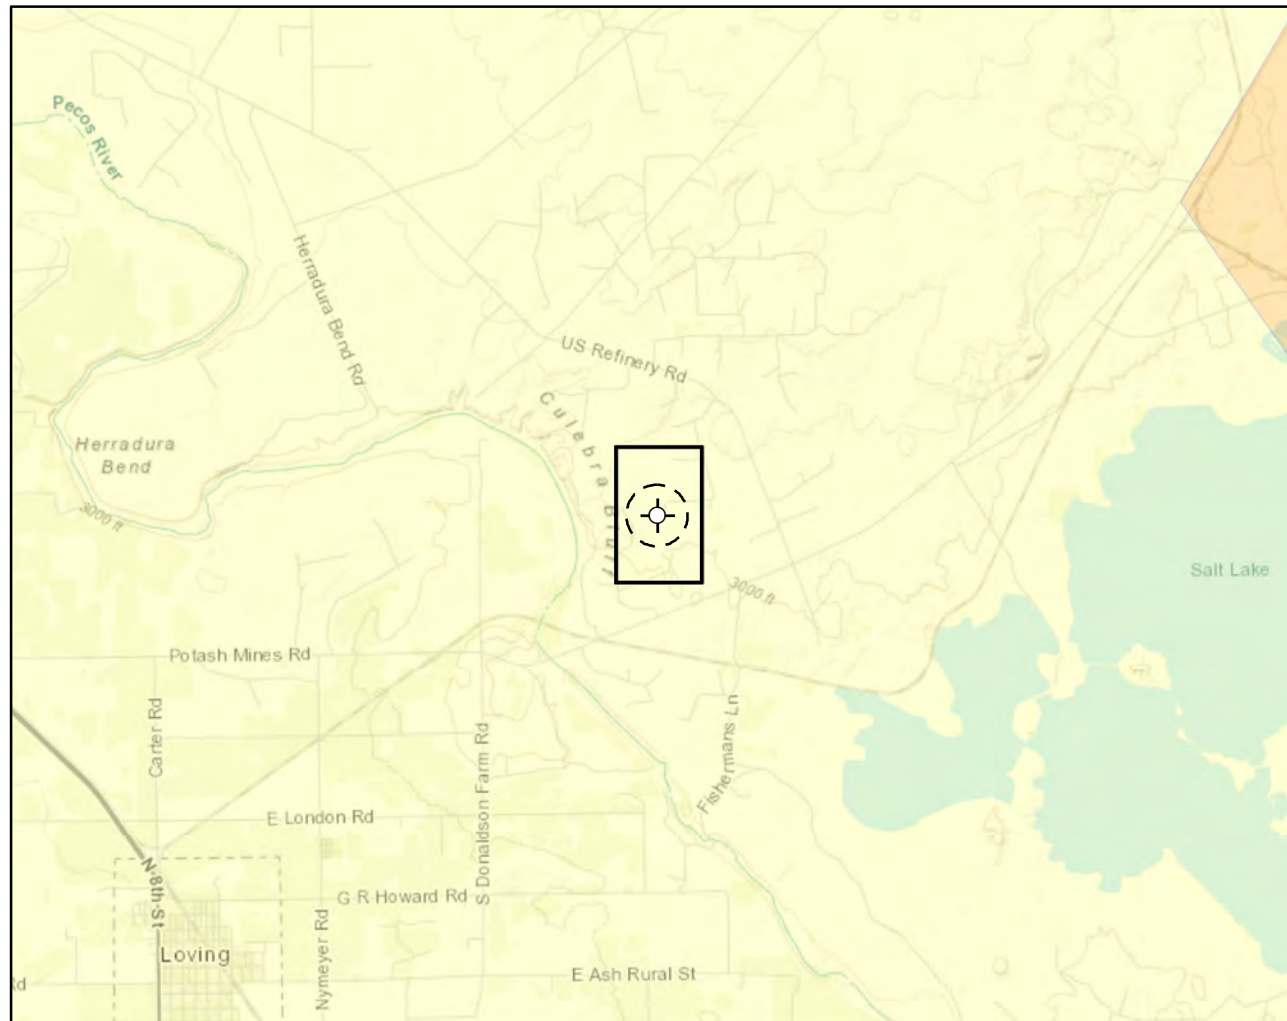 Pecos River
Herradura Bend Rd
US Refinery Rd
Culebra Bluff
Herradura
Bend
3000 ft
3000 ft
Salt Lake
Potash Mines Rd
Carter Rd
S Donaldson Farm Rd
Fishermans Ln
E London Rd
N 8th St
G R Howard Rd
Nymeyer Rd
Loving
E Ash Rural St
Rd